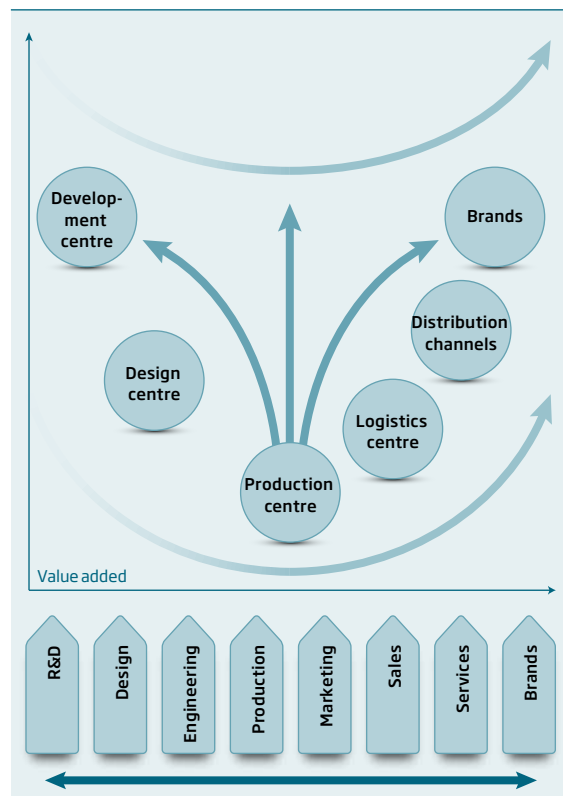 Develop-
ment
centre
Brands
Distribution
channels
Design
centre
Logistics
centre
Production
centre
Value added
R&D
Design
Engineering
Production
Marketing
Sales
Services
Brands